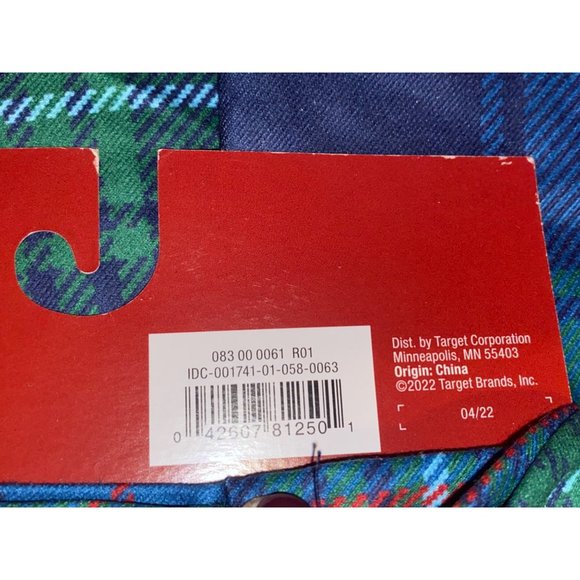 083 00 0061 R01
IDC-001741-01-058-0063
0 42667 81250 1
Dist. by Target Corporation
Minneapolis, MN 55403
Origin: China
©2022 Target Brands, Inc.
04/22